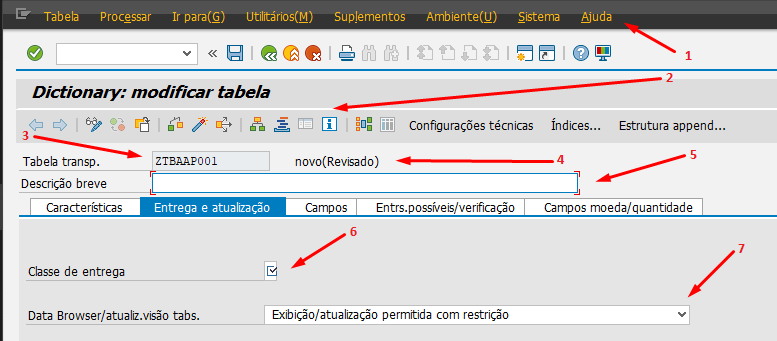 Tabela Processar Ir para(G) Utilitários(M) Suplementos Ambiente(U) Sistema Ajuda
1
Dictionary: modificar tabela
2
Configurações técnicas Índices... Estrutura append...
3
Tabela transp. ZTBAAP001 novo(Revisado)
4
Descrição breve
5
Características Entrega e atualização Campos Entrs.possíveis/verificação Campos moeda/quantidade
6
7
Classe de entrega
Data Browser/atualiz.visão tabs. Exibição/atualização permitida com restrição